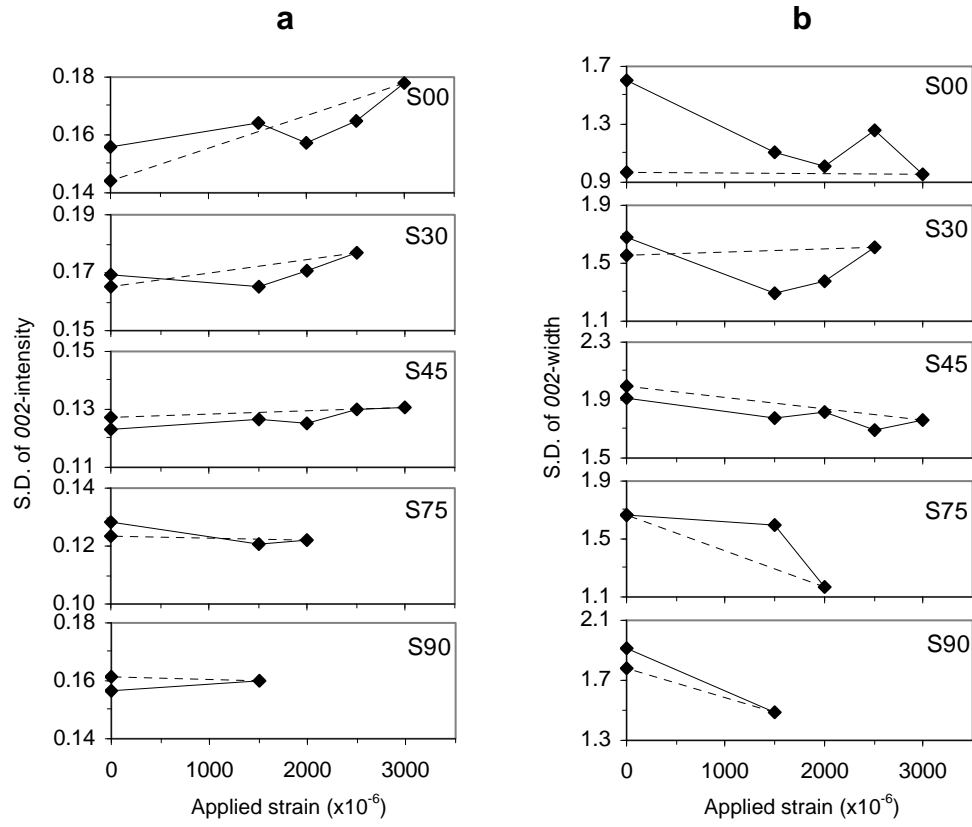 a
S.D. of 002-intensity
0.18
0.16
0.14
S00
0.19
0.17
0.15
S30
0.15
0.13
0.11
S45
0.14
0.12
0.10
S75
0.18
0.16
0.14
S90
0 1000 2000 3000
Applied strain (x10⁻⁶)
b
S.D. of 002-width
1.7
1.3
0.9
S00
1.9
1.5
1.1
S30
2.3
1.9
1.5
S45
1.9
1.5
1.1
S75
2.1
1.7
1.3
S90
0 1000 2000 3000
Applied strain (x10⁻⁶)